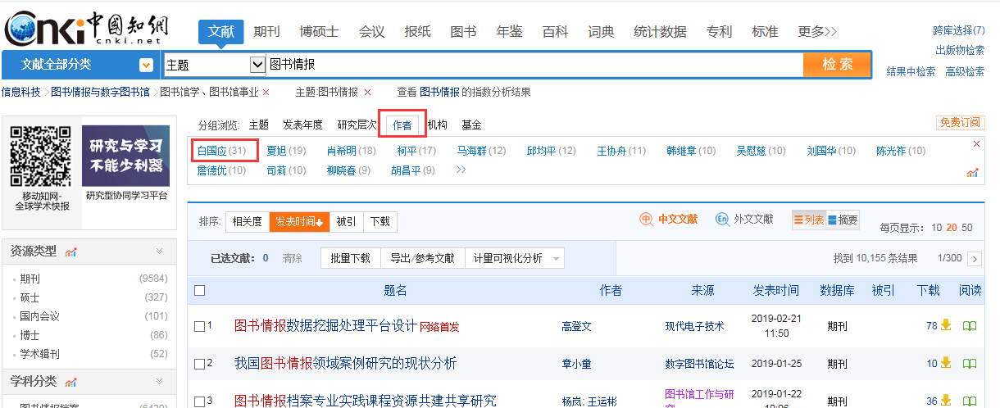 中國知網
cnki.net
文献 期刊 博硕士 会议 报纸 图书 年鉴 百科 词典 统计数据 专利 标准 更多>>
跨库选择(7)
文献全部分类 主题 图书情报 检 索
出版物检索
结果中检索 高级检索
信息科技 >图书情报与数字图书馆 >图书馆学、图书馆事业 × 主题:图书情报 × 查看 图书情报 的指数分析结果
分组浏览: 主题 发表年度 研究层次 作者 机构 基金
免费订阅
白国应(31) 夏旭(19) 肖希明(18) 柯平(17) 马海群(12) 邱均平(12) 王协舟(11) 韩继章(10) 吴慰慈(10) 刘国华(10) 陈光祚(10)
詹德优(10) 司莉(10) 柳晓春(9) 胡昌平(9) >>
研究与学习
不能少利器
移动知网-
全球学术快报
研究型协同学习平台
排序: 相关度 发表时间 被引 下载
中 中文文献 En 外文文献 列表 摘要 每页显示: 10 20 50
已选文献: 0 清除 批量下载 导出/参考文献 计量可视化分析
找到 10,155 条结果 1/300 >
题名 作者 来源 发表时间 数据库 被引 下载 阅读
1 图书情报数据挖掘处理平台设计 网络首发 高登文 现代电子技术 2019-02-21 11:50 期刊 78
2 我国图书情报领域案例研究的现状分析 章小童 数字图书馆论坛 2019-01-25 期刊 10
3 图书情报档案专业实践课程资源共建共享研究 杨岚; 王运彬 图书馆工作与研 2019-01-22 期刊 36
资源类型
期刊 (9584)
硕士 (327)
国内会议 (101)
博士 (86)
学术辑刊 (52)
学科分类